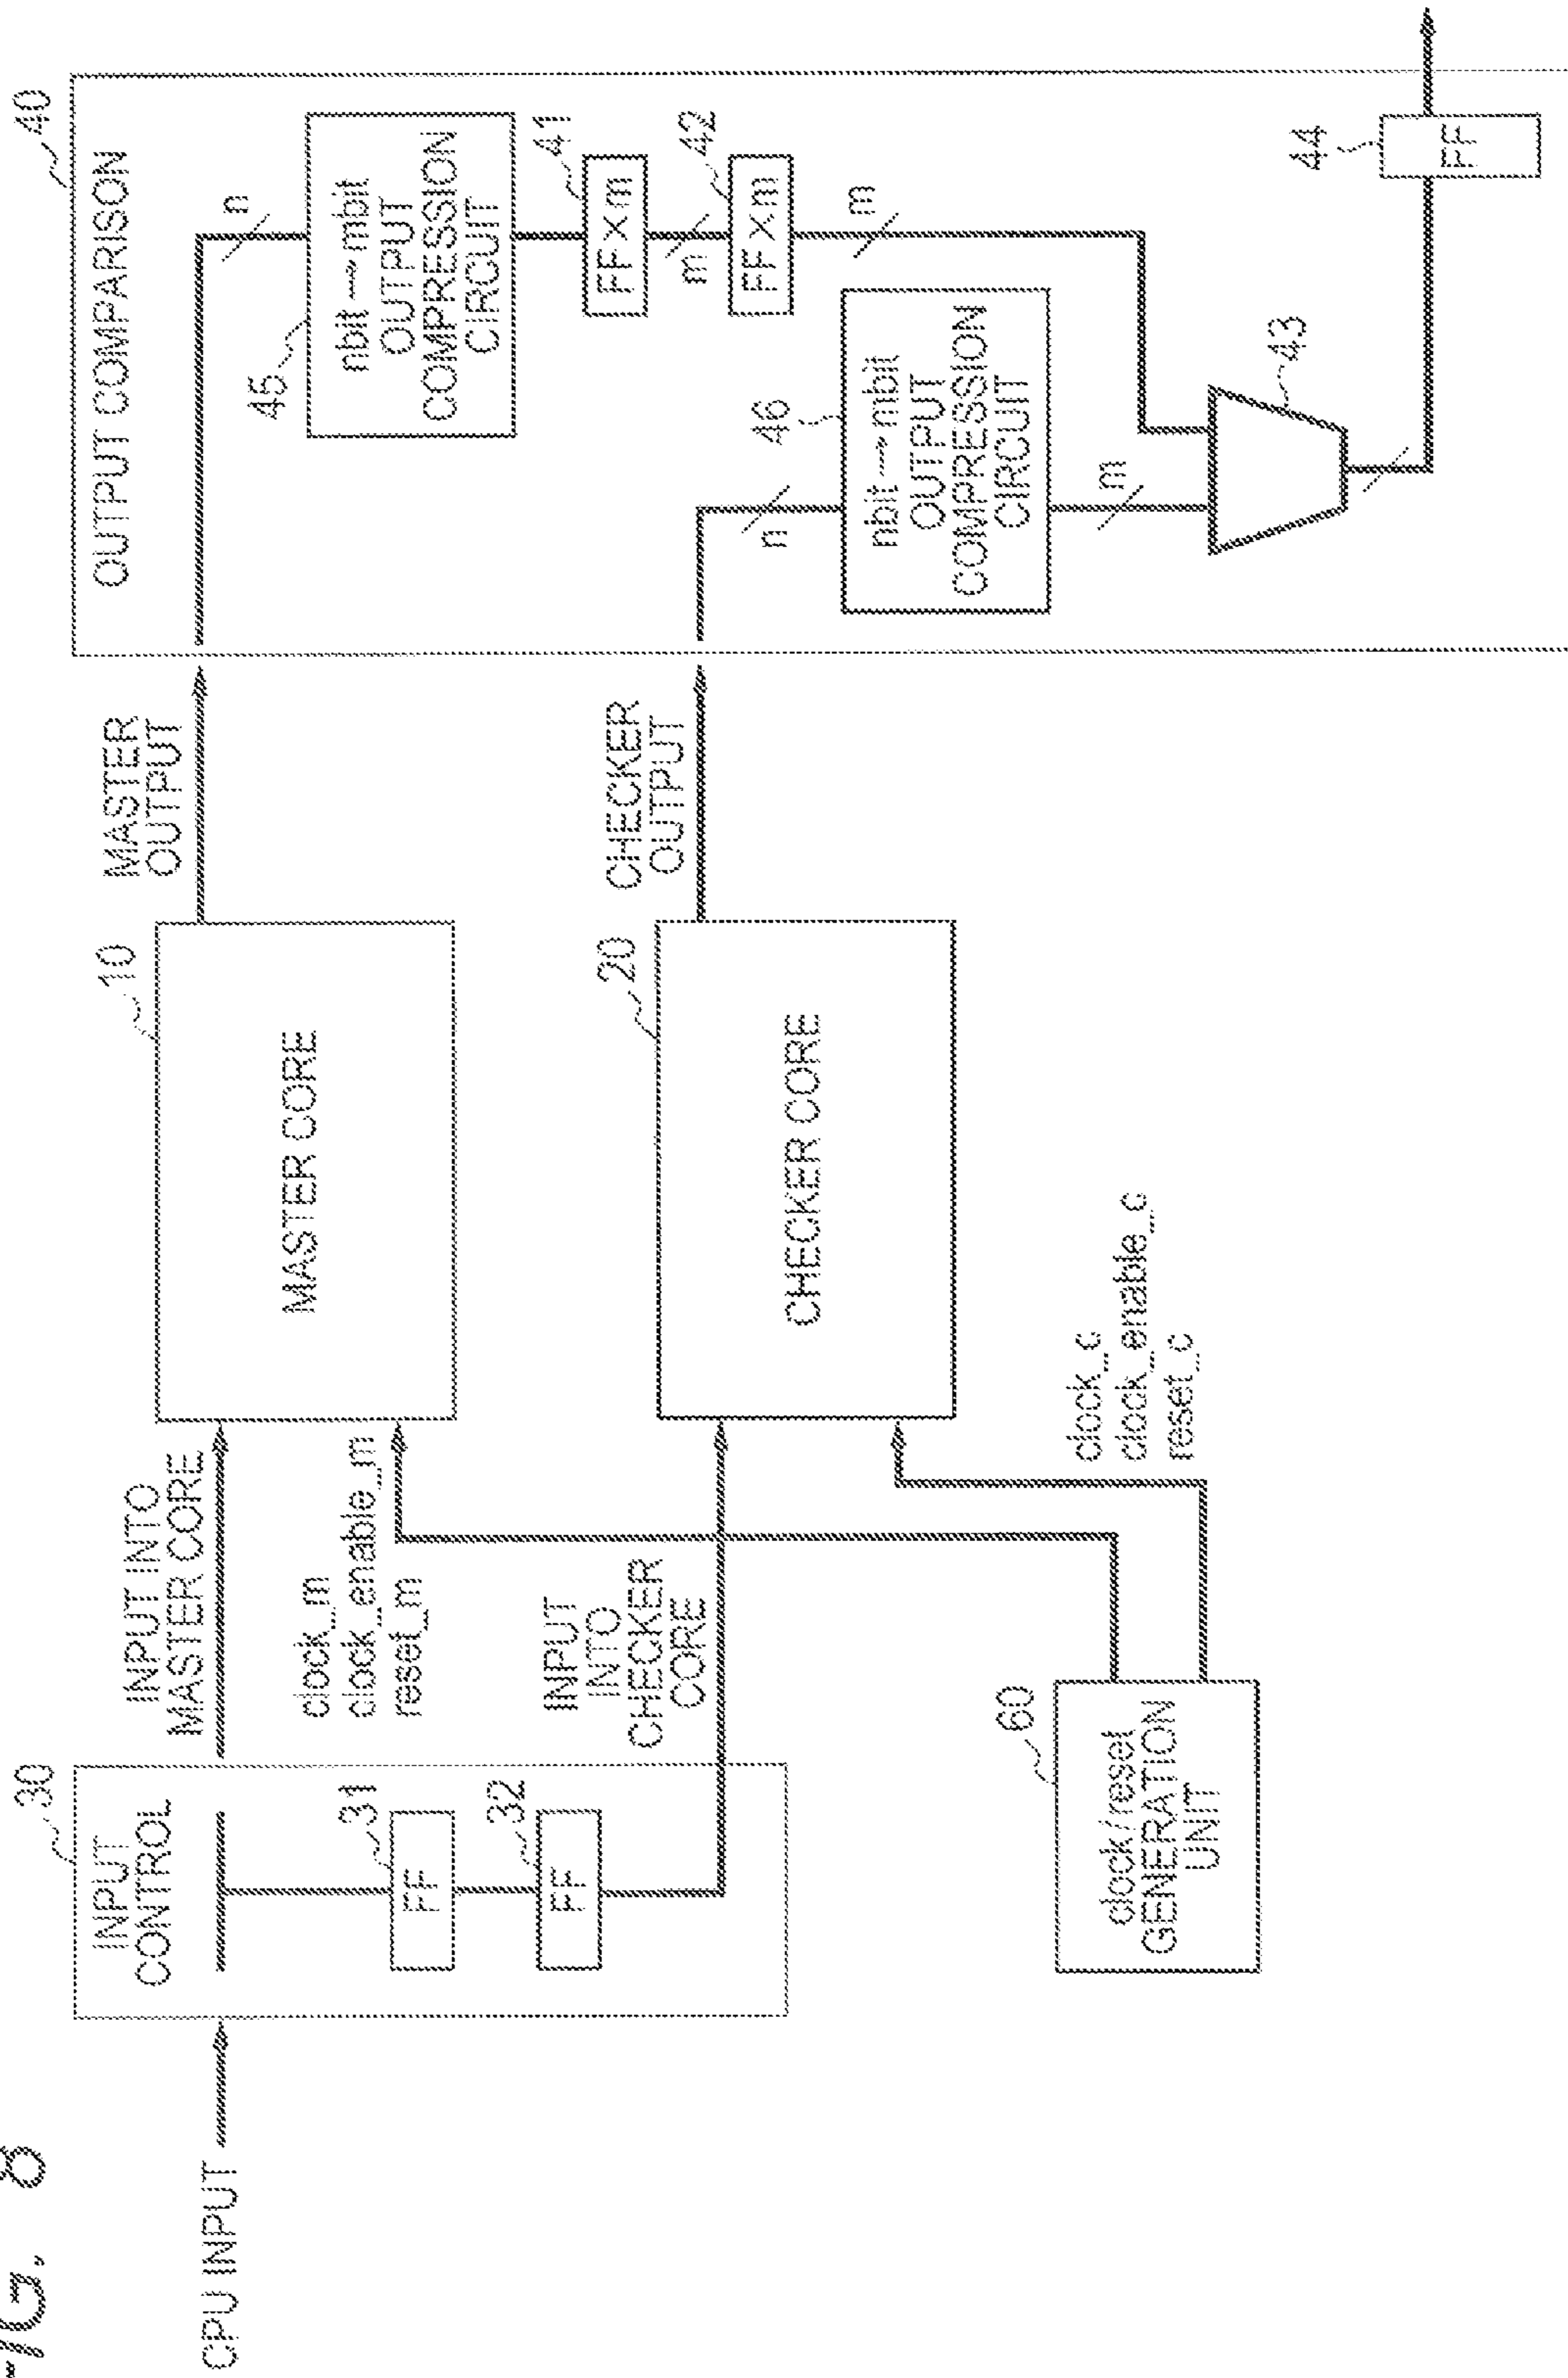 FIG. 8
CPU INPUT
30
INPUT
CONTROL
31
FF
32
FF
INPUT INTO
MASTER CORE
clock_m
clock_enable_m
reset_m
INPUT
INTO
CHECKER
CORE
60
clock/reset
GENERATION
UNIT
10
MASTER CORE
20
CHECKER CORE
clock_c
clock_enable_c
reset_c
MASTER
OUTPUT
CHECKER
OUTPUT
40
OUTPUT COMPARISON
n
45
nbit→mbit
OUTPUT
COMPRESSION
CIRCUIT
41
FF×m
m
42
FF×m
m
n
46
nbit→mbit
OUTPUT
COMPRESSION
CIRCUIT
m
43
44
FF